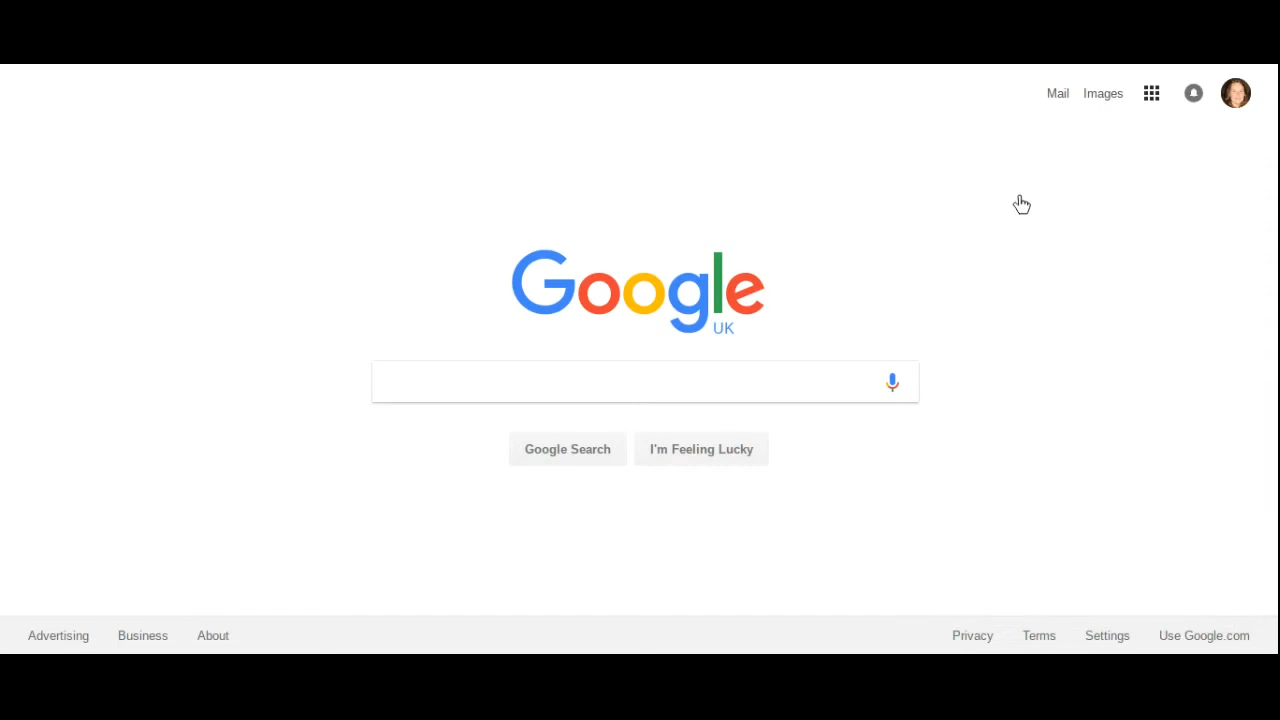 Mail Images
Google
UK
Google Search I'm Feeling Lucky
Advertising Business About Privacy Terms Settings Use Google.com